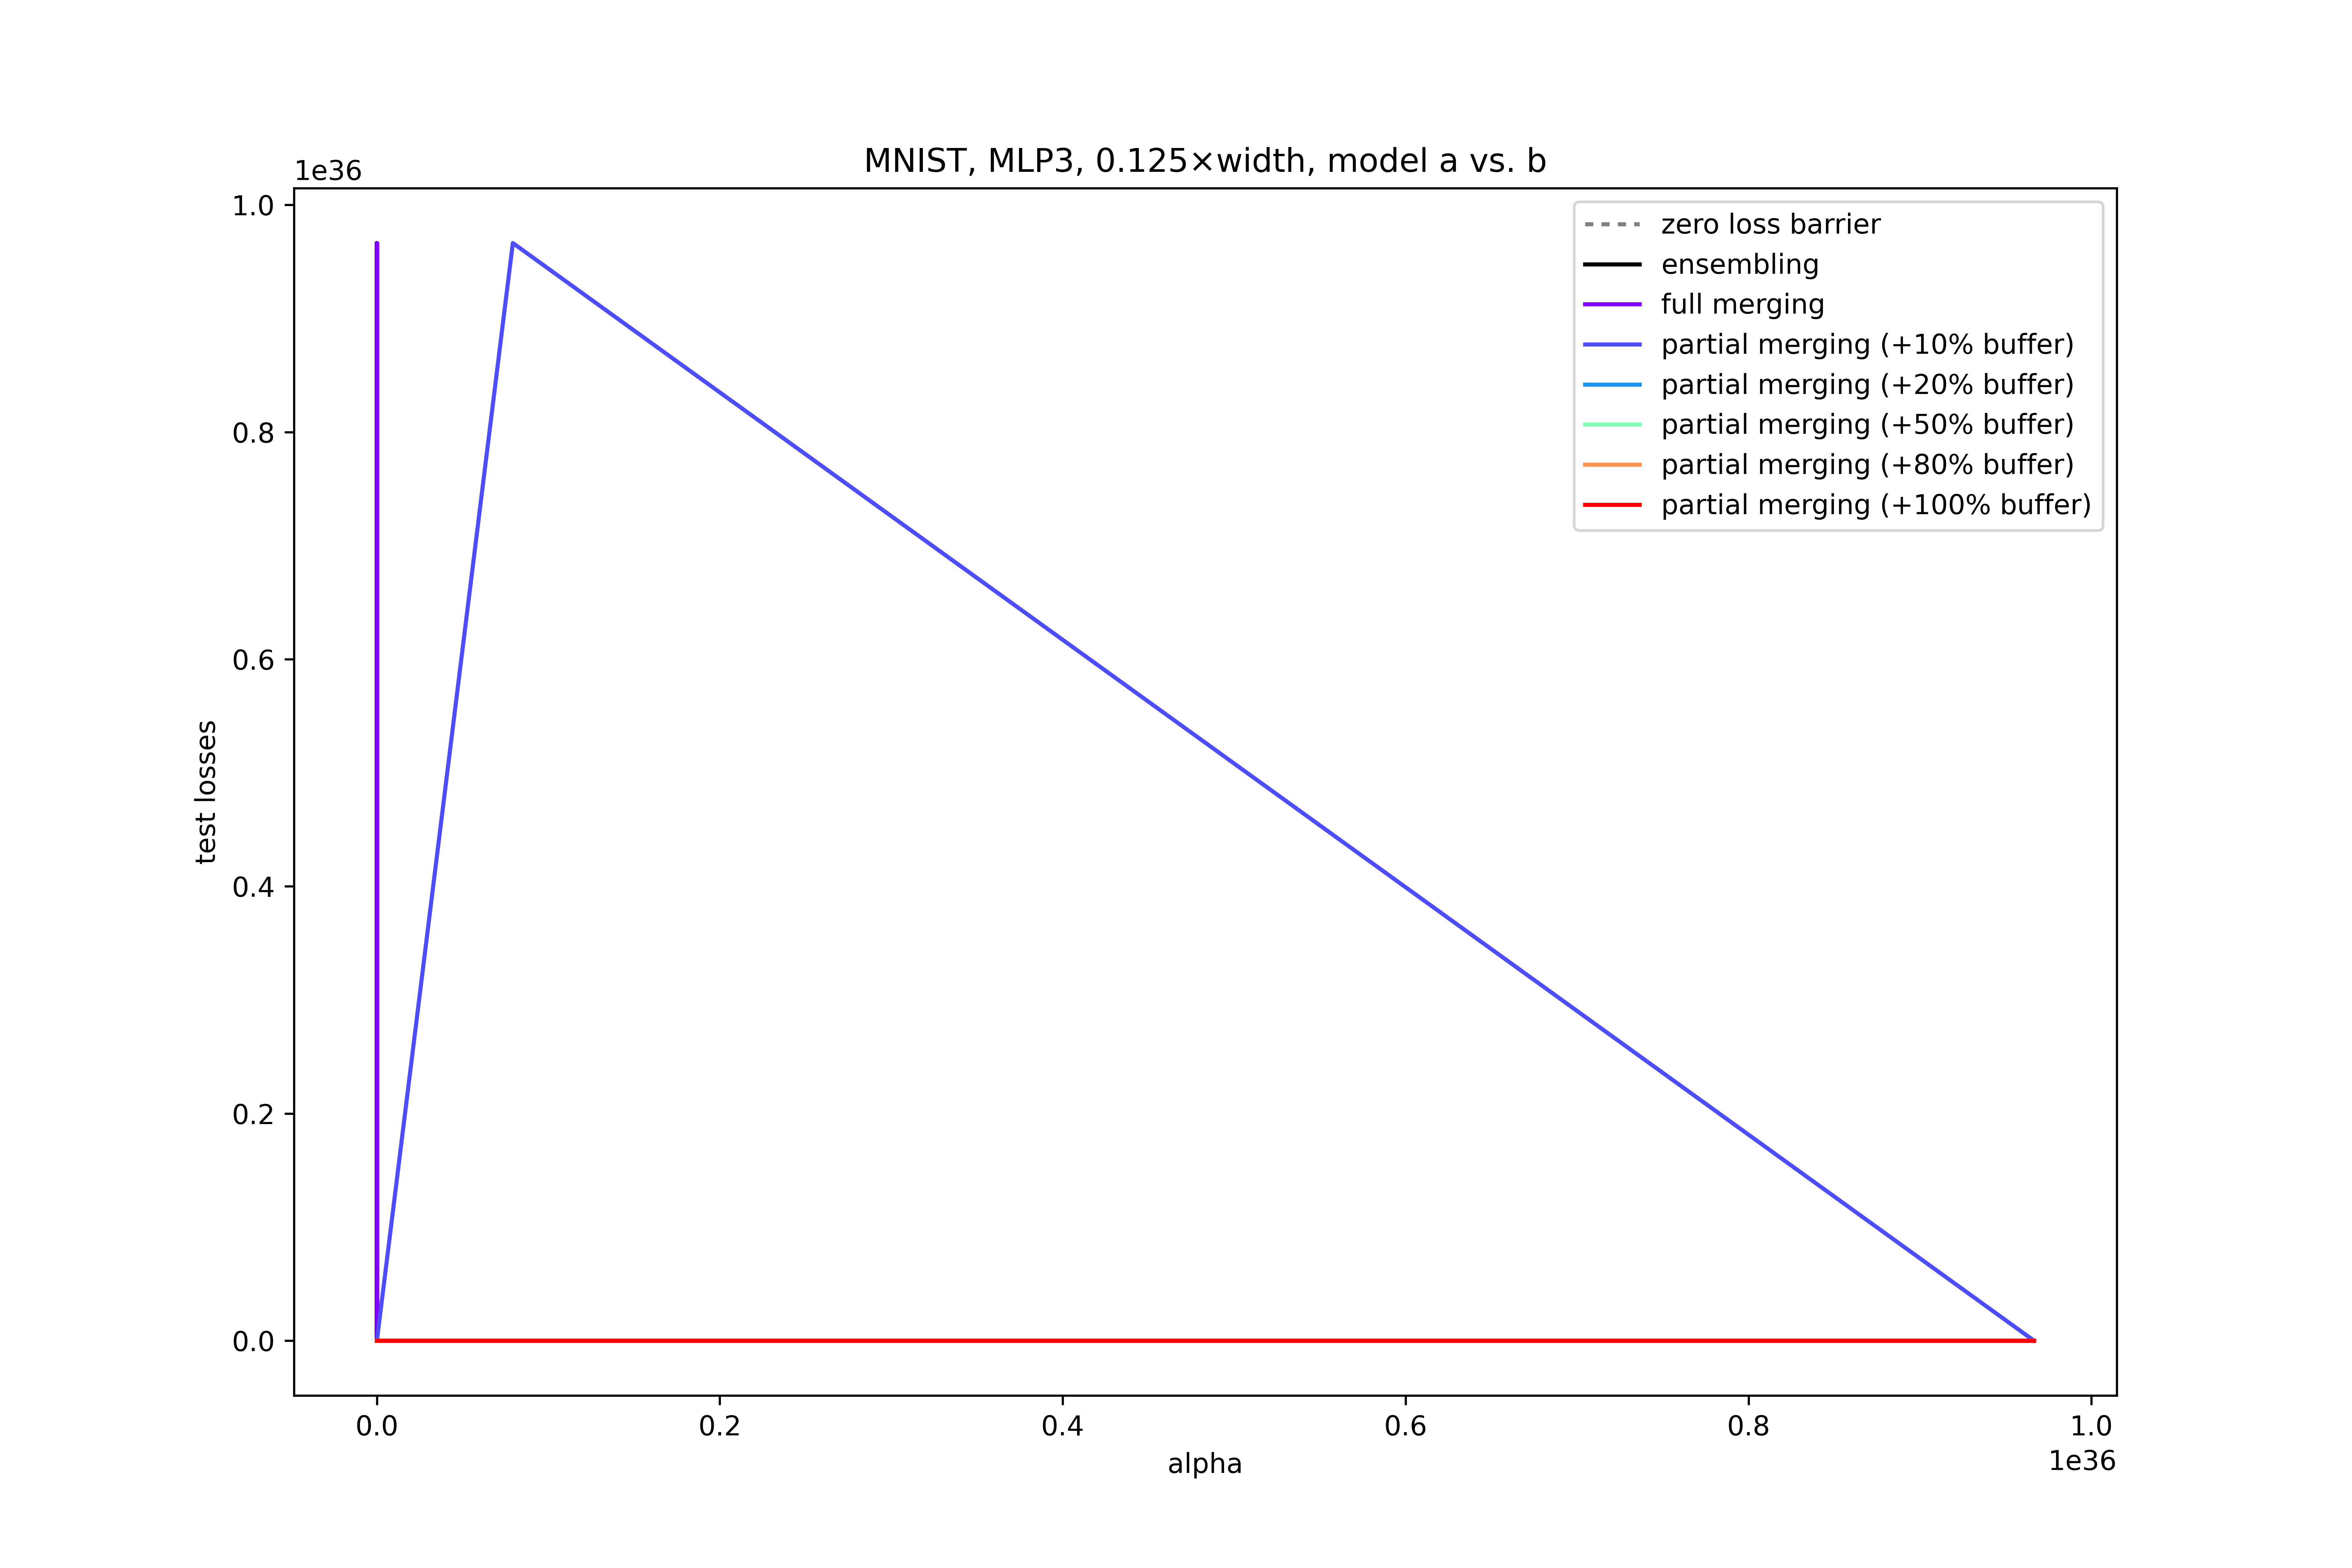 MNIST, MLP3, 0.125×width, model a vs. b
1e36
1.0
0.8
0.6
0.4
0.2
0.0
test losses
zero loss barrier
ensembling
full merging
partial merging (+10% buffer)
partial merging (+20% buffer)
partial merging (+50% buffer)
partial merging (+80% buffer)
partial merging (+100% buffer)
0.0 0.2 0.4 0.6 0.8 1.0
1e36
alpha